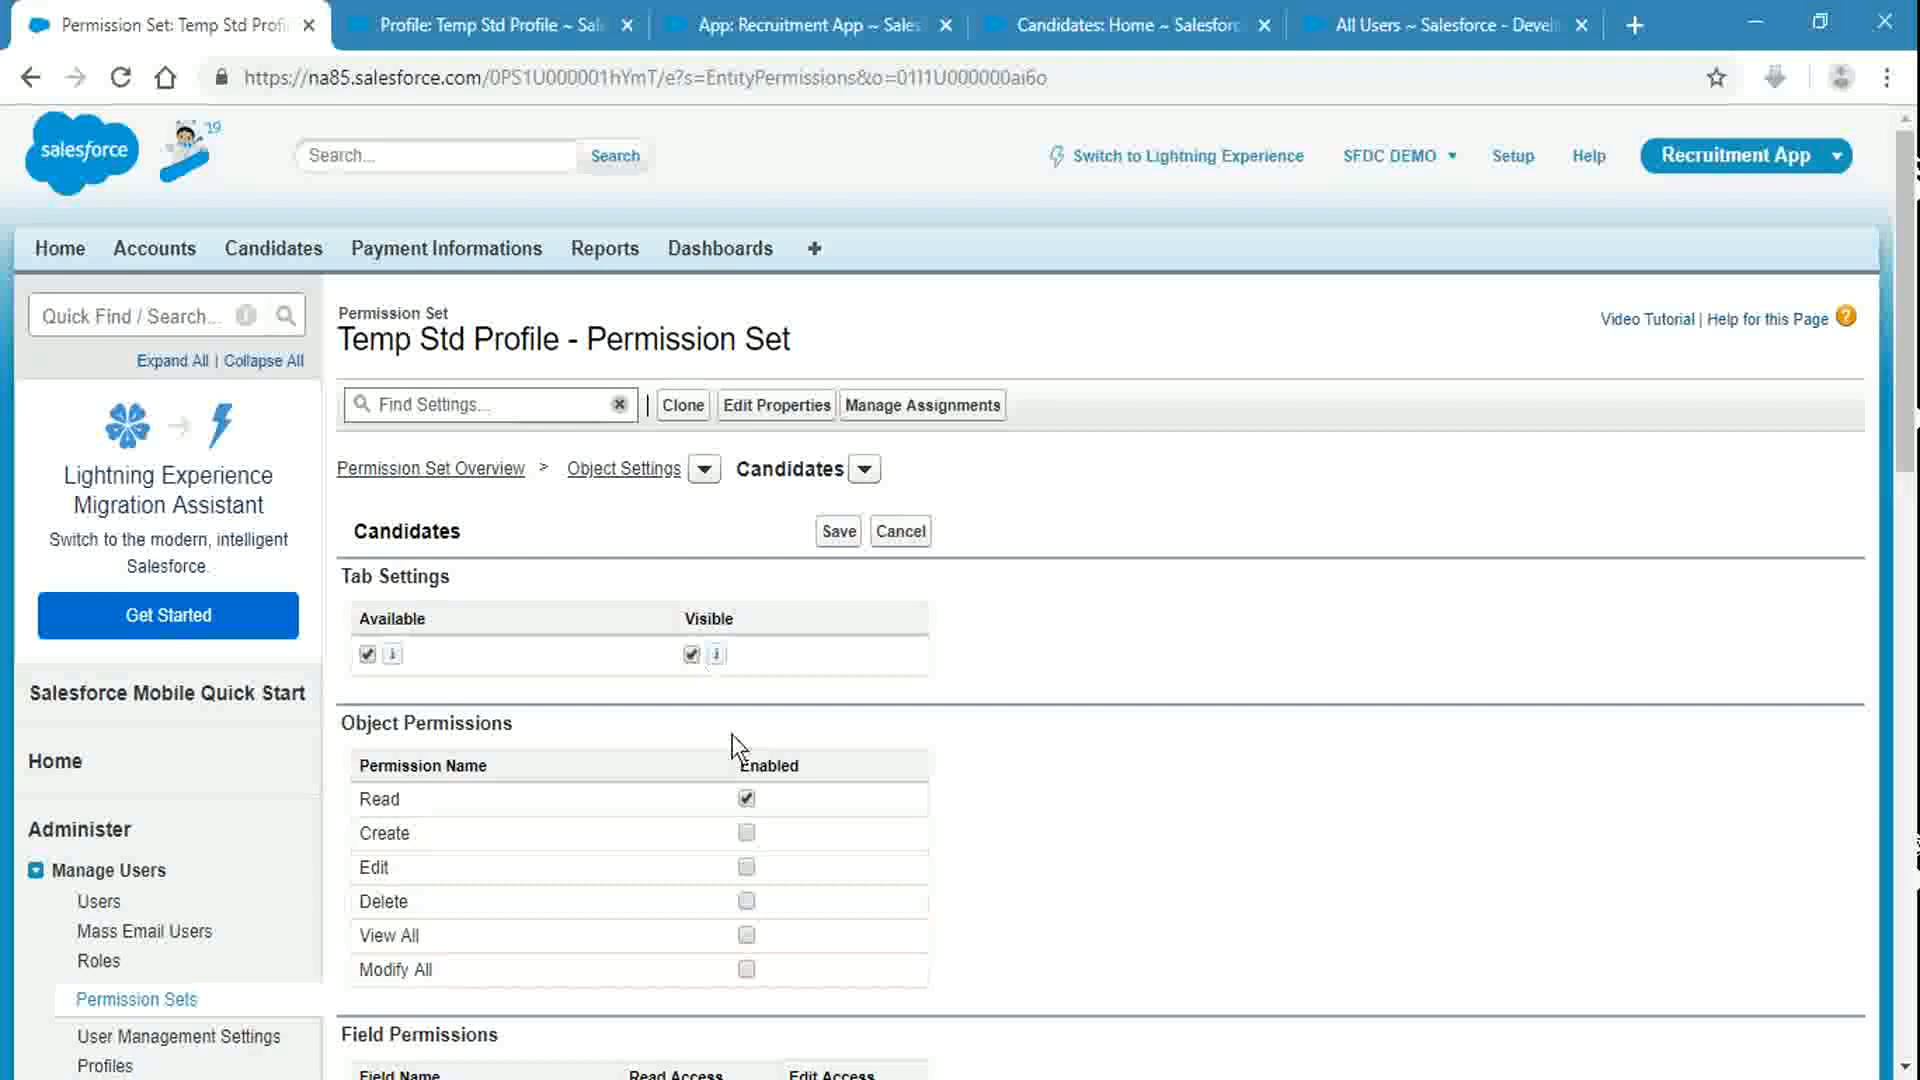 Permission Set: Temp Std Profi
Profile: Temp Std Profile ~ Sal
App: Recruitment App ~ Sales
Candidates: Home ~ Salesforc
All Users ~ Salesforce - Devel
https://na85.salesforce.com/0PS1U000001hYmT/e?s=EntityPermissions&o=01I1U000000ai6o
salesforce
'19
Search...
Search
Switch to Lightning Experience
SFDC DEMO
Setup
Help
Recruitment App
Home
Accounts
Candidates
Payment Informations
Reports
Dashboards
+
Quick Find / Search...
Expand All | Collapse All
Lightning Experience
Migration Assistant
Switch to the modern, intelligent
Salesforce.
Get Started
Salesforce Mobile Quick Start
Home
Administer
Manage Users
Users
Mass Email Users
Roles
Permission Sets
User Management Settings
Profiles
Permission Set
Temp Std Profile - Permission Set
Video Tutorial | Help for this Page ?
Find Settings...
Clone
Edit Properties
Manage Assignments
Permission Set Overview > Object Settings Candidates
Candidates
Save
Cancel
Tab Settings
Available Visible
i i
Object Permissions
Permission Name Enabled
Read
Create
Edit
Delete
View All
Modify All
Field Permissions
Field Name Read Access Edit Access